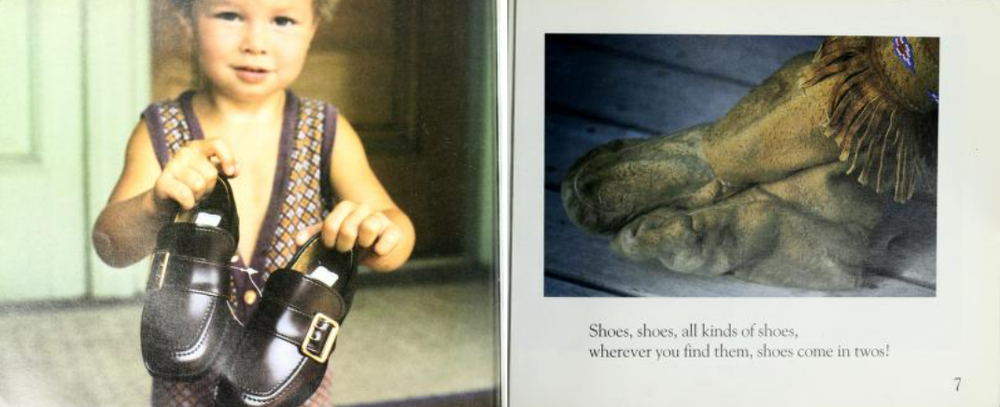 Shoes, shoes, all kinds of shoes,
wherever you find them, shoes come in twos!
7